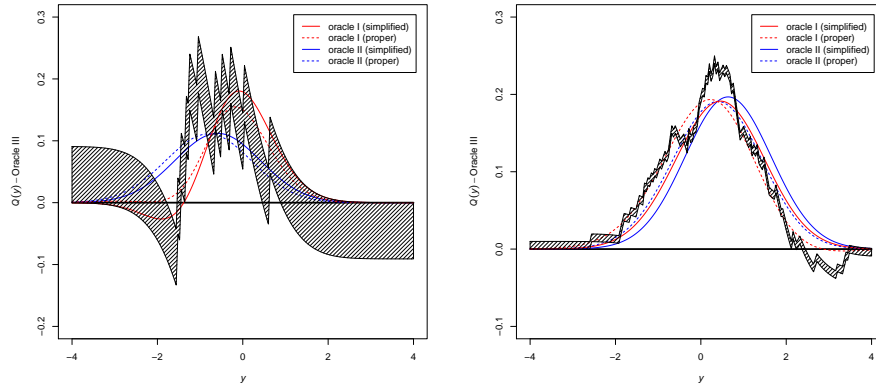 0.3
0.2
0.1
0.0
−0.1
−0.2
Q(y) − Oracle III
−4
−2
0
2
4
y
oracle I (simplified)
oracle I (proper)
oracle II (simplified)
oracle II (proper)
0.3
0.2
0.1
0.0
−0.1
Q(y) − Oracle III
−4
−2
0
2
4
y
oracle I (simplified)
oracle I (proper)
oracle II (simplified)
oracle II (proper)